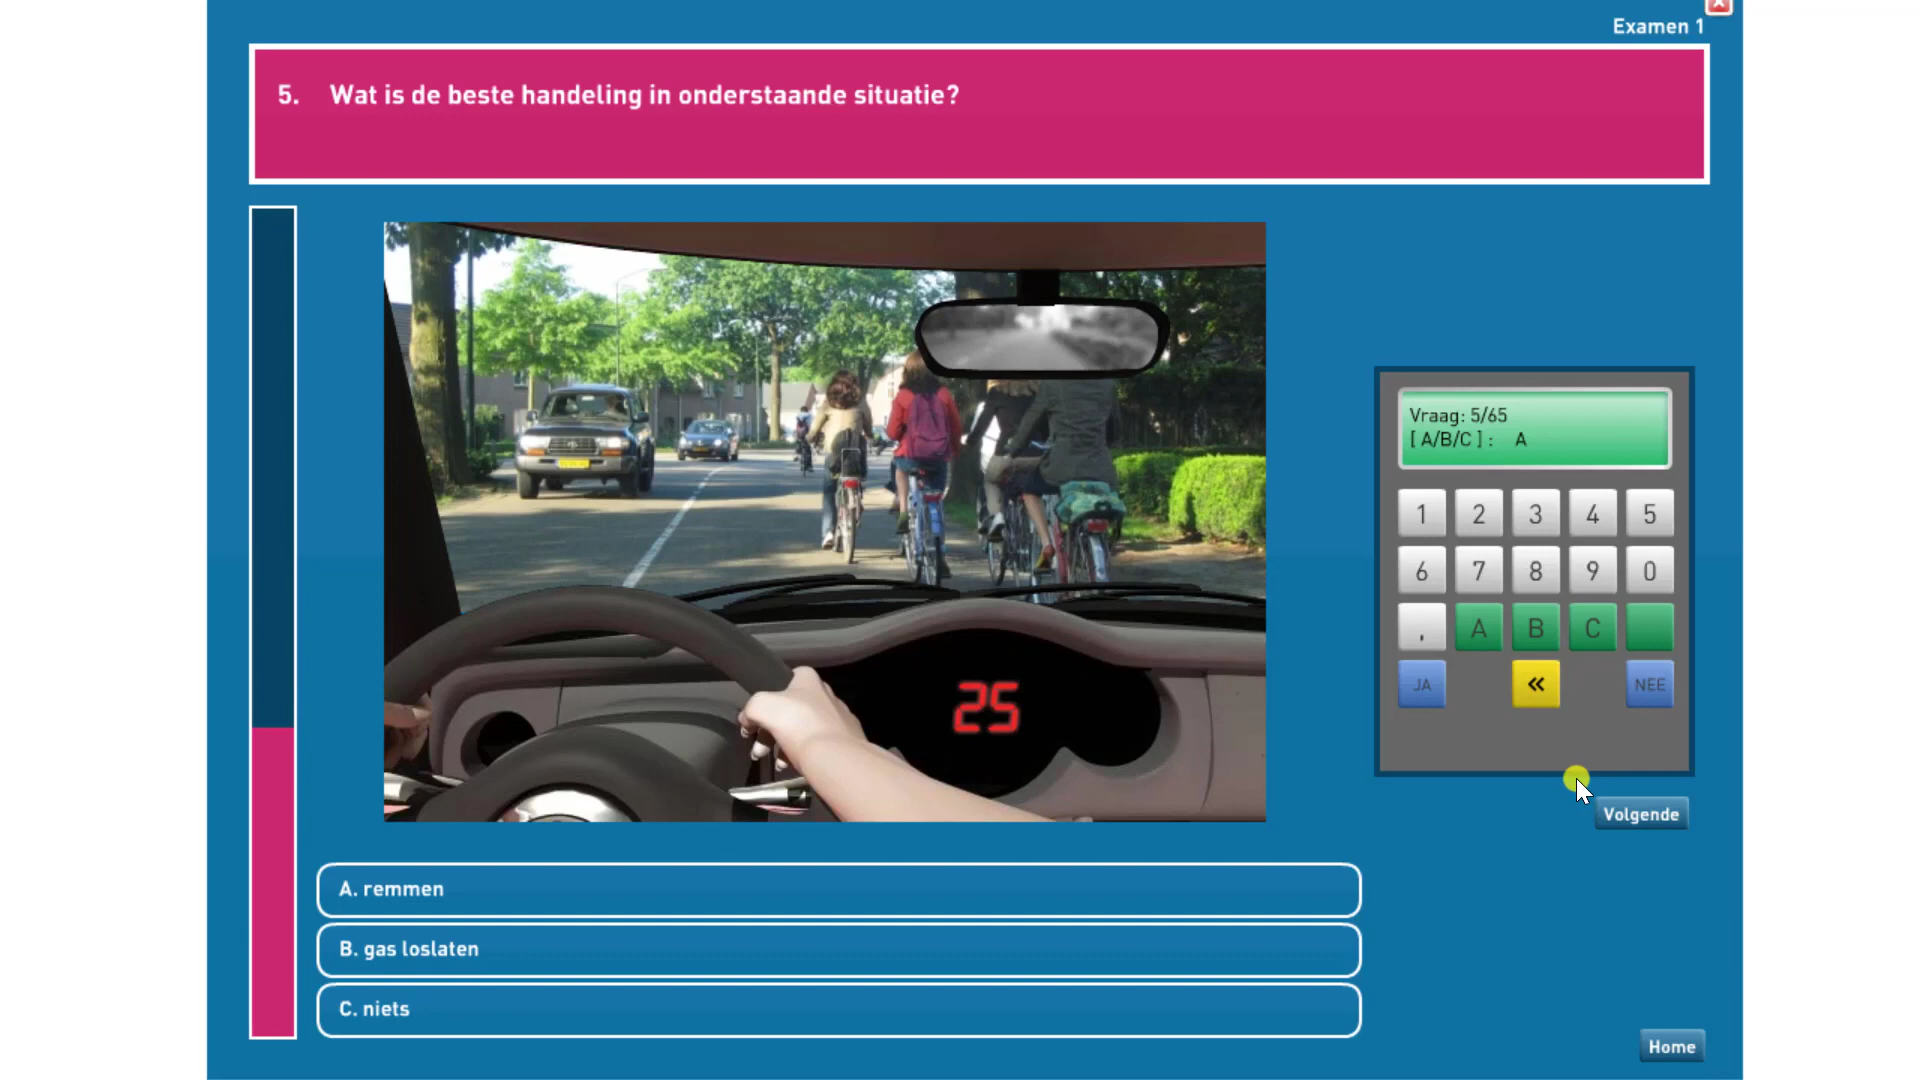 Examen 1
5. Wat is de beste handeling in onderstaande situatie?
25
Vraag: 5/65
[ A/B/C ] : A
1 2 3 4 5
6 7 8 9 0
, A B C
JA « NEE
Volgende
A. remmen
B. gas loslaten
C. niets
Home